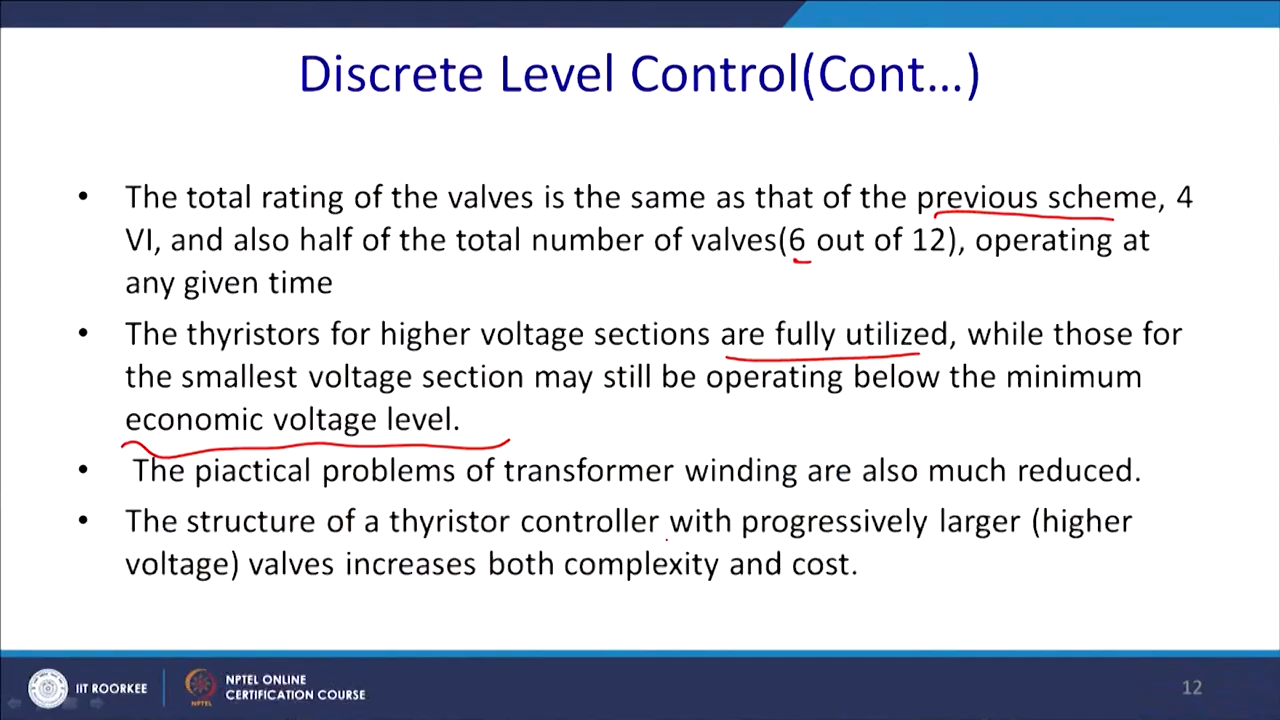 Discrete Level Control(Cont...)
• The total rating of the valves is the same as that of the previous scheme, 4
VI, and also half of the total number of valves(6 out of 12), operating at
any given time
• The thyristors for higher voltage sections are fully utilized, while those for
the smallest voltage section may still be operating below the minimum
economic voltage level.
• The piactical problems of transformer winding are also much reduced.
• The structure of a thyristor controller with progressively larger (higher
voltage) valves increases both complexity and cost.
IIT ROORKEE
NPTEL
NPTEL ONLINE
CERTIFICATION COURSE
12